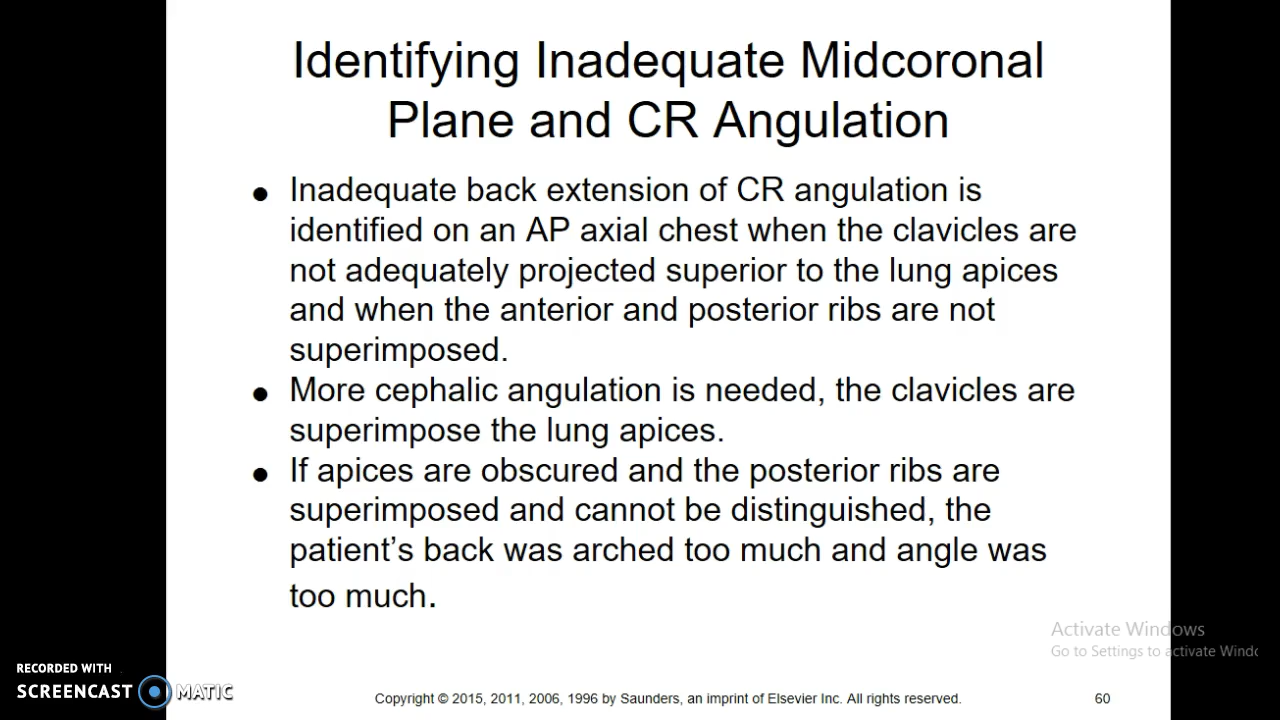 Identifying Inadequate Midcoronal
Plane and CR Angulation
● Inadequate back extension of CR angulation is
identified on an AP axial chest when the clavicles are
not adequately projected superior to the lung apices
and when the anterior and posterior ribs are not
superimposed.
● More cephalic angulation is needed, the clavicles are
superimpose the lung apices.
● If apices are obscured and the posterior ribs are
superimposed and cannot be distinguished, the
patient’s back was arched too much and angle was
too much.
Activate Windows
Go to Settings to activate Windo
RECORDED WITH
SCREENCAST MATIC
Copyright © 2015, 2011, 2006, 1996 by Saunders, an imprint of Elsevier Inc. All rights reserved.
60